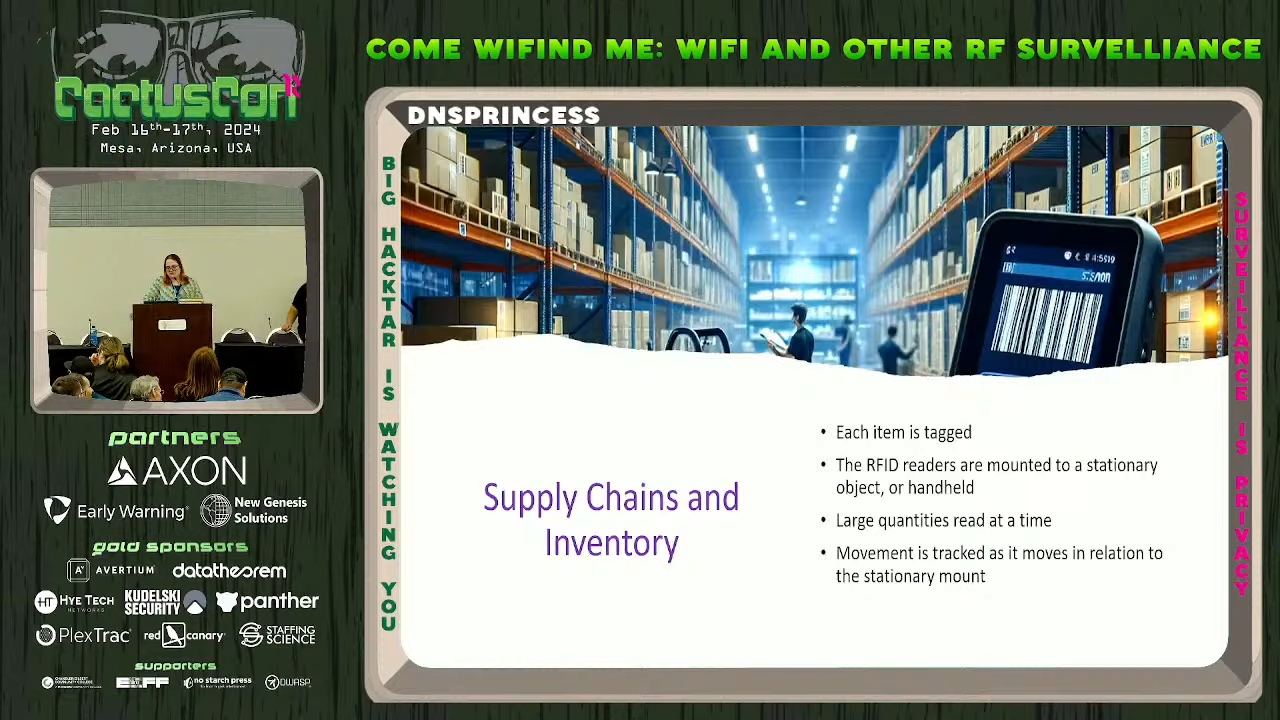 COME WIFIND ME: WIFI AND OTHER RF SURVELLIANCE
CactusCon
Feb 16th-17th, 2024
Mesa, Arizona, USA
DNSPRINCESS
BIG HACKTAR IS WATCHING YOU
SURVEILLANCE IS PRIVACY
Supply Chains and
Inventory
• Each item is tagged
• The RFID readers are mounted to a stationary
object, or handheld
• Large quantities read at a time
• Movement is tracked as it moves in relation to
the stationary mount
partners
AXON
Early Warning
New Genesis
Solutions
gold sponsors
AVERTIUM
datatheorem
HT HYE TECH
NETWORKS
KUDELSKI
SECURITY
panther
PlexTrac
red canary
STAFFING
SCIENCE
supporters
EFF
no starch press
OWASP